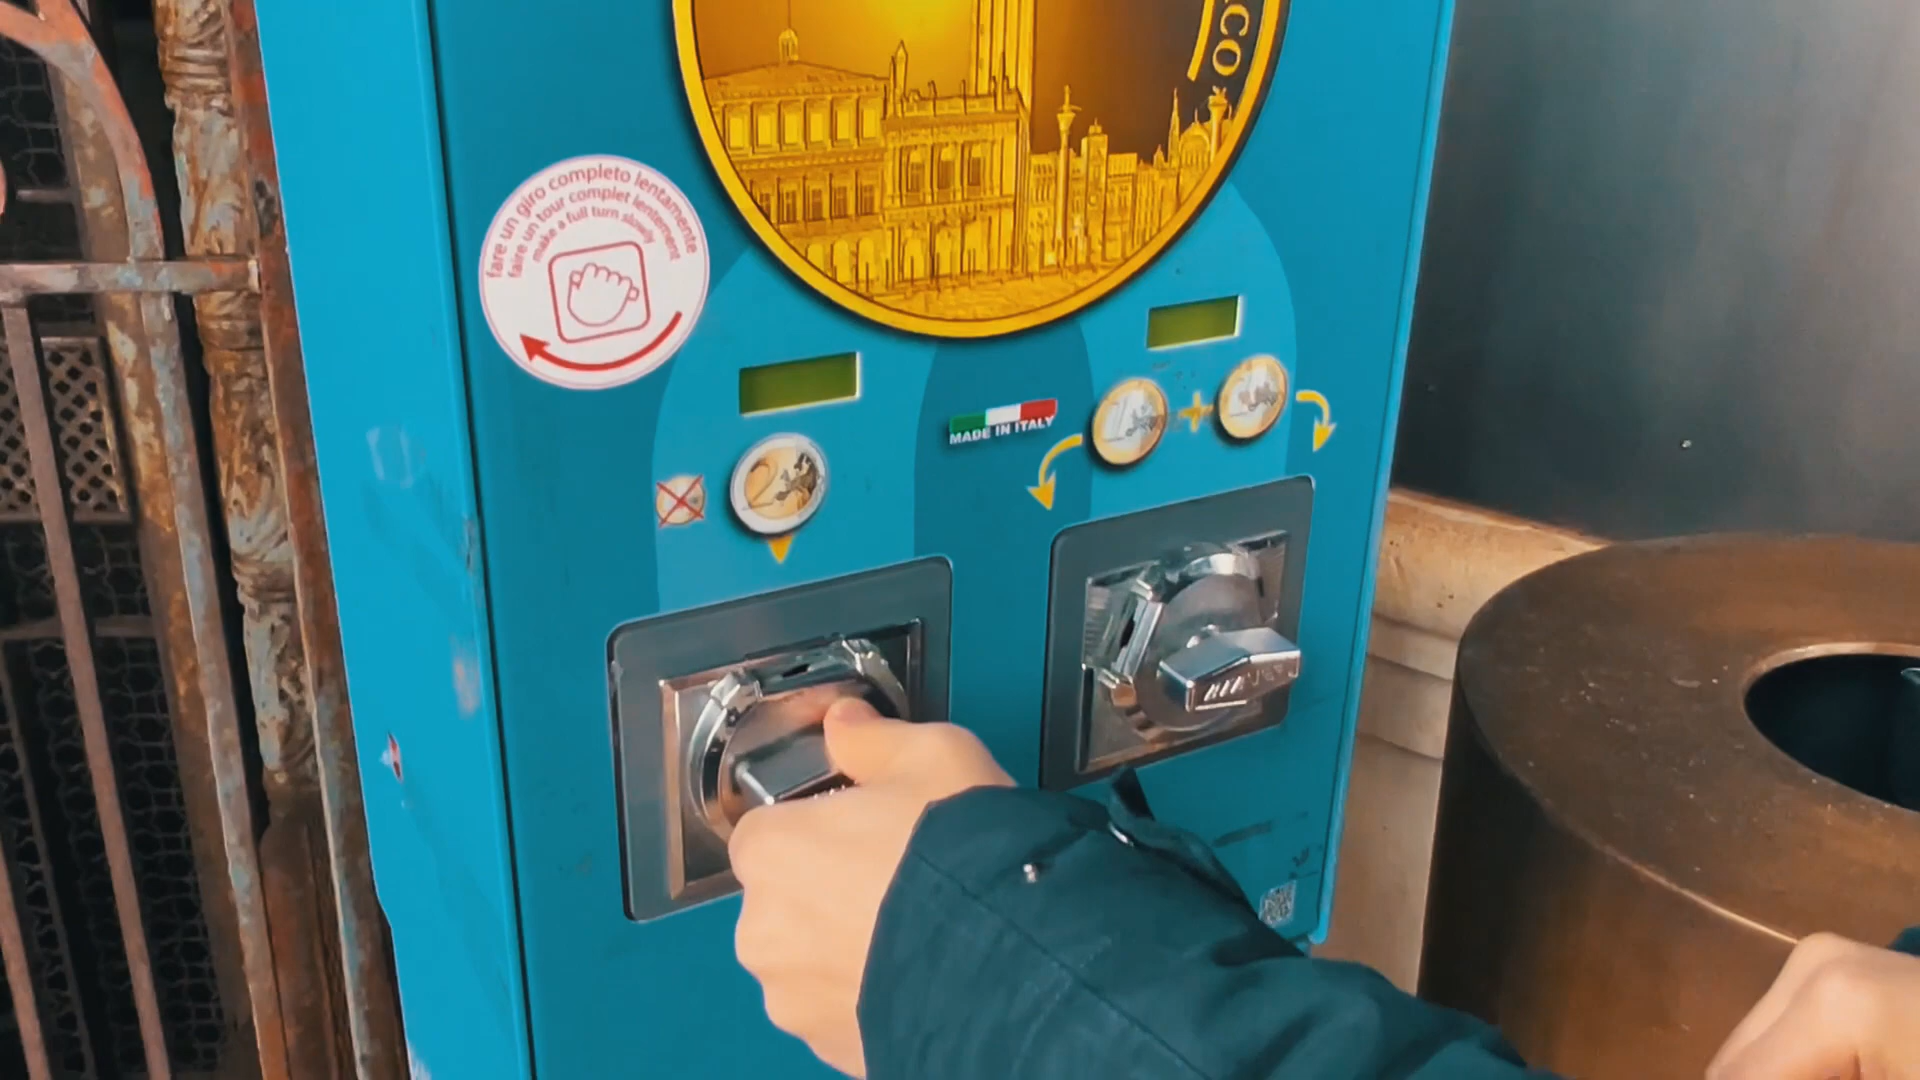 CO
fare un giro completo lentamente
faire un tour complet lentement
make a full turn slowly
MADE IN ITALY
2
1
1